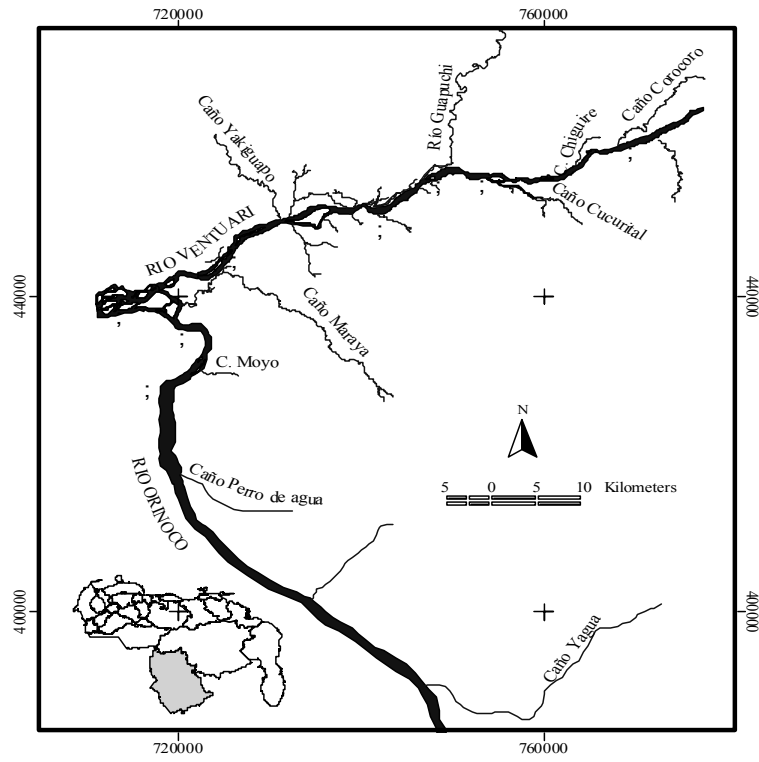 720000 760000
Caño Corocoro
Río Guapuchi
C. Chiguire
Caño Yakiguapo
Caño Cucurital
RIO VENTUARI
440000 440000
Caño Maraya
C. Moyo
N
5 0 5 10 Kilometers
Caño Perro de agua
RIO ORINOCO
400000 400000
Caño Yagua
720000 760000